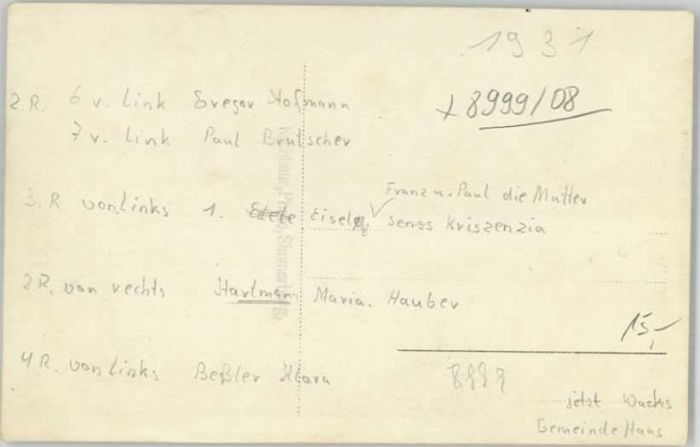 1931
2.R. 6 v. Link Gregor Hofmann
x 8999/08
7 v. Link Paul Brutscher
Franz u. Paul die Mutter
3. R von Links 1. Eisele Senss Kriszenzia
2R. von rechts Hartmann Maria. Hauber
15,-
4 R. von Links Beßler Klara
8999
jetzt Wachs
Gemeinde Haus